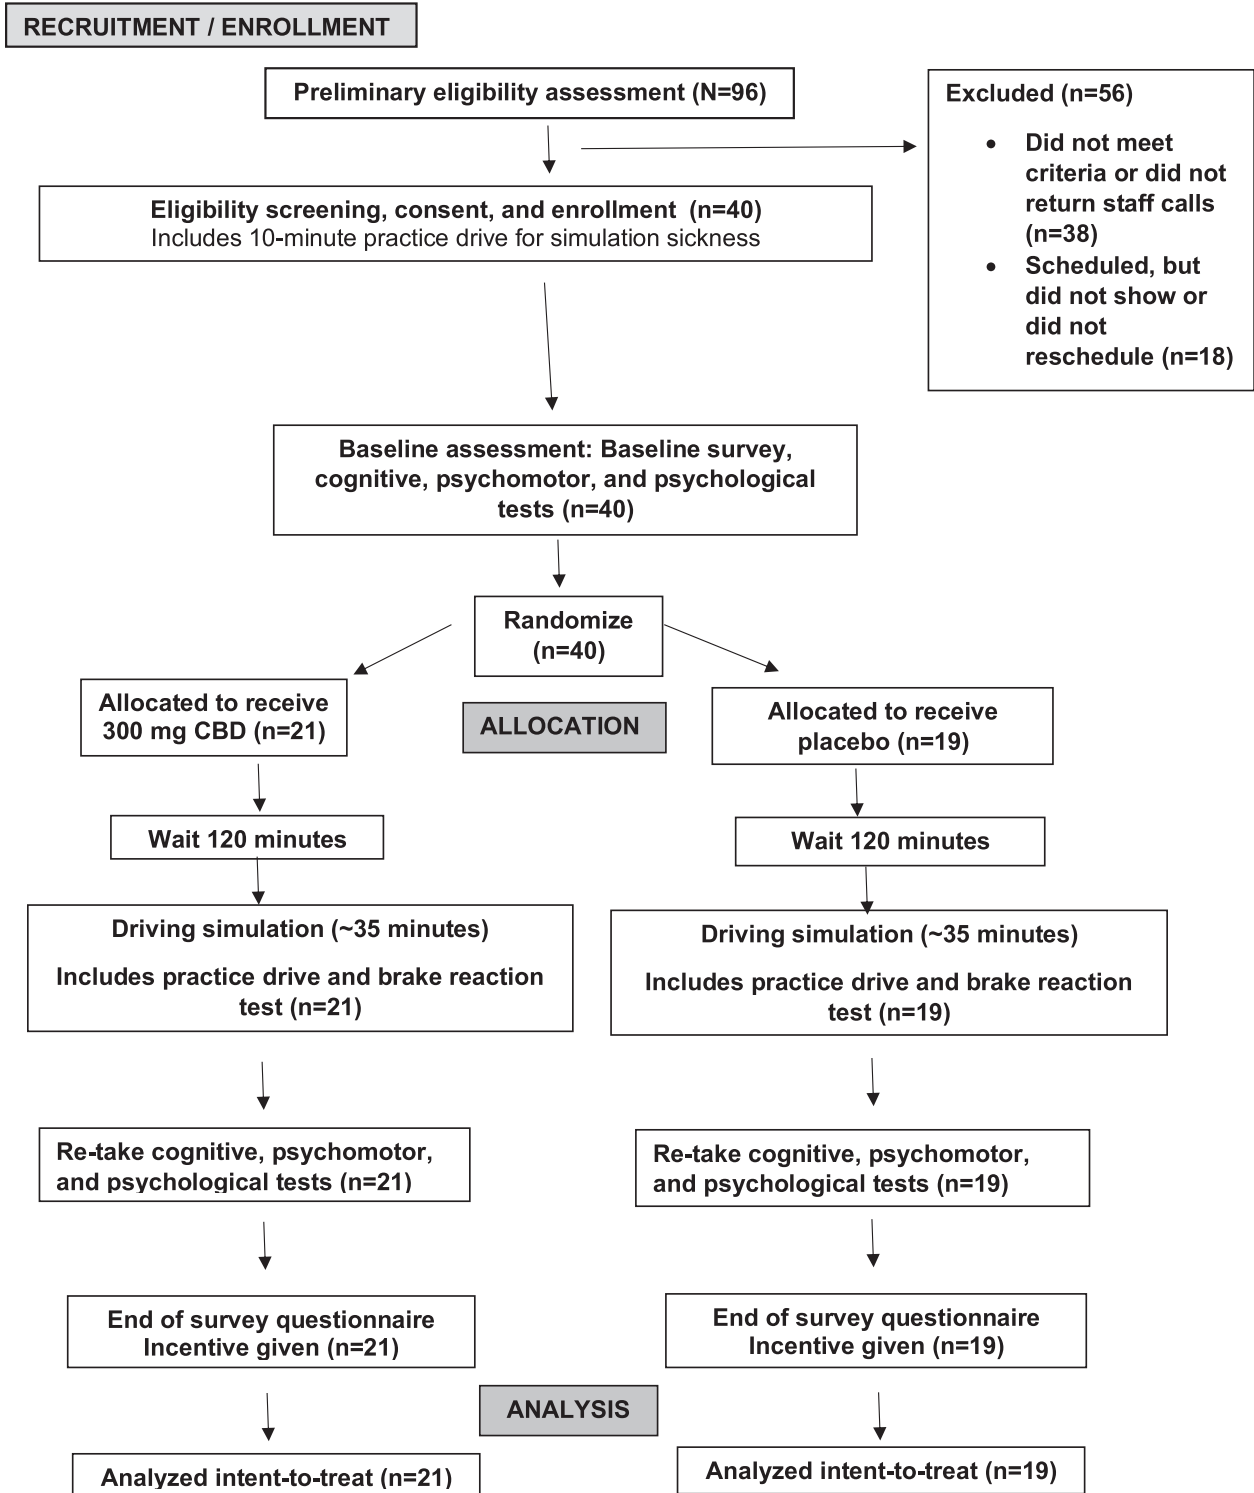 RECRUITMENT / ENROLLMENT
Preliminary eligibility assessment (N=96)
Excluded (n=56)
• Did not meet
criteria or did not
return staff calls
(n=38)
• Scheduled, but
did not show or
did not
reschedule (n=18)
Eligibility screening, consent, and enrollment (n=40)
Includes 10-minute practice drive for simulation sickness
Baseline assessment: Baseline survey,
cognitive, psychomotor, and psychological
tests (n=40)
Randomize
(n=40)
Allocated to receive
300 mg CBD (n=21)
ALLOCATION
Allocated to receive
placebo (n=19)
Wait 120 minutes
Wait 120 minutes
Driving simulation (~35 minutes)
Includes practice drive and brake reaction
test (n=21)
Driving simulation (~35 minutes)
Includes practice drive and brake reaction
test (n=19)
Re-take cognitive, psychomotor,
and psychological tests (n=21)
Re-take cognitive, psychomotor,
and psychological tests (n=19)
End of survey questionnaire
Incentive given (n=21)
End of survey questionnaire
Incentive given (n=19)
ANALYSIS
Analyzed intent-to-treat (n=21)
Analyzed intent-to-treat (n=19)